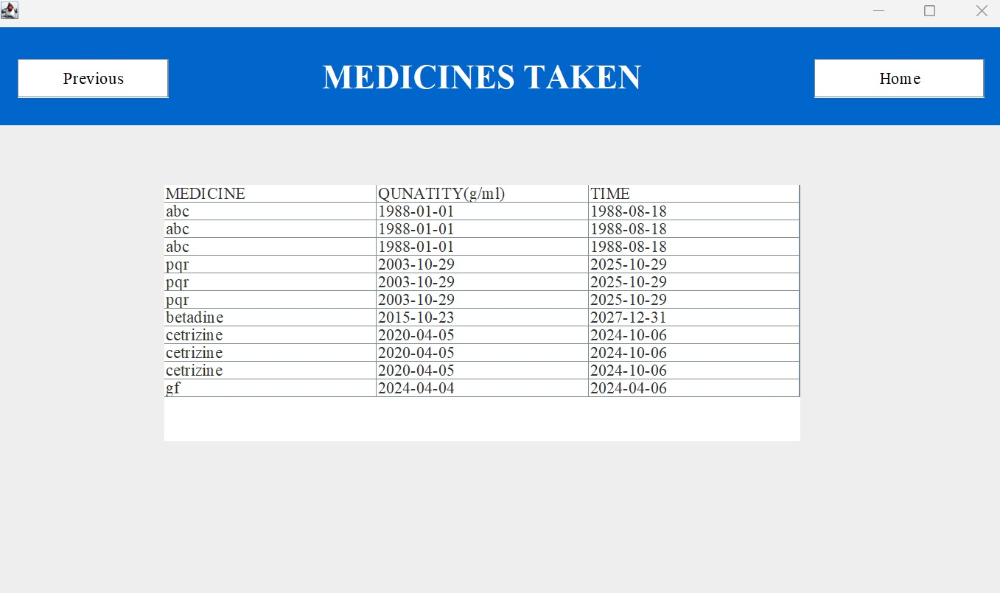 Previous MEDICINES TAKEN Home
MEDICINE QUNATITY(g/ml) TIME
abc 1988-01-01 1988-08-18
abc 1988-01-01 1988-08-18
abc 1988-01-01 1988-08-18
pqr 2003-10-29 2025-10-29
pqr 2003-10-29 2025-10-29
pqr 2003-10-29 2025-10-29
betadine 2015-10-23 2027-12-31
cetrizine 2020-04-05 2024-10-06
cetrizine 2020-04-05 2024-10-06
cetrizine 2020-04-05 2024-10-06
gf 2024-04-04 2024-04-06